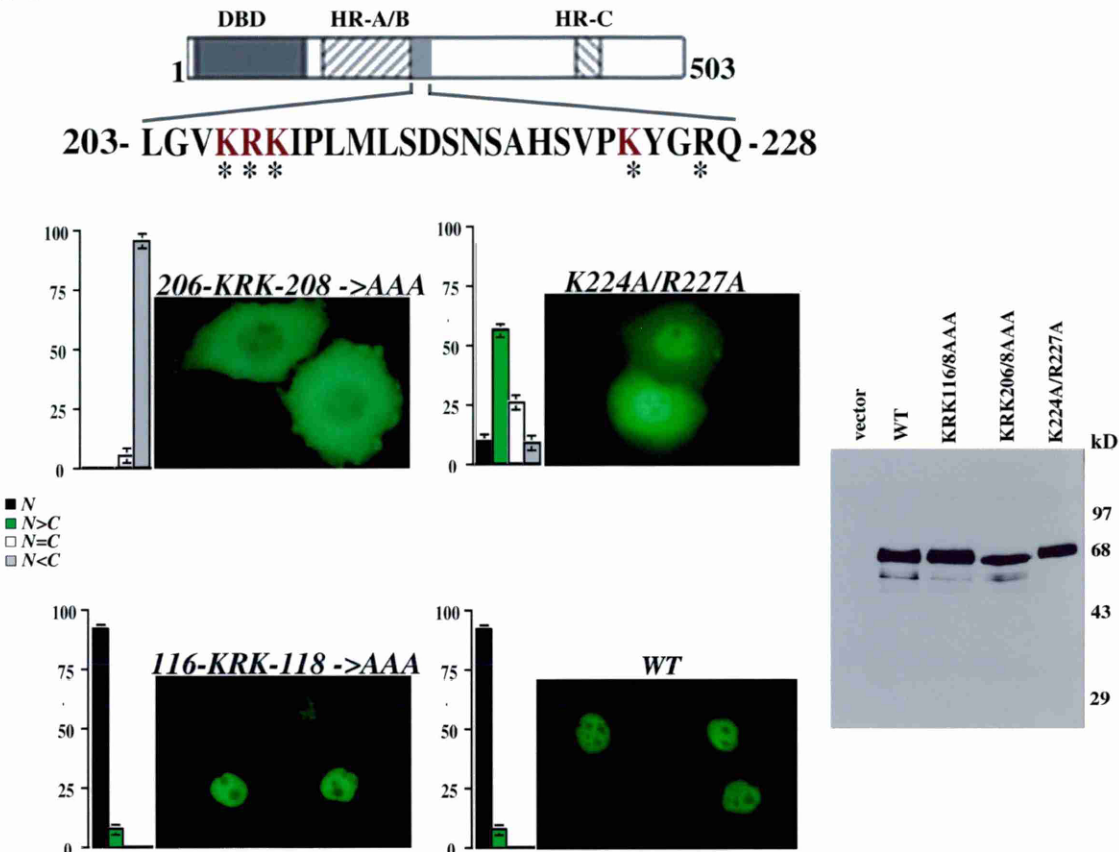 DBD HR-A/B HR-C
1 503
203- LGVKRKIPLMLSDSNSAHSVPKYGRQ -228
* * * * *
100
75
50
25
0
206-KRK-208 ->AAA
100
75
50
25
0
K224A/R227A
N
N>C
N=C
N<C
100
75
50
25
0
116-KRK-118 ->AAA
100
75
50
25
0
WT
vector
WT
KRK116/8AAA
KRK206/8AAA
K224A/R227A
kD
97
68
43
29